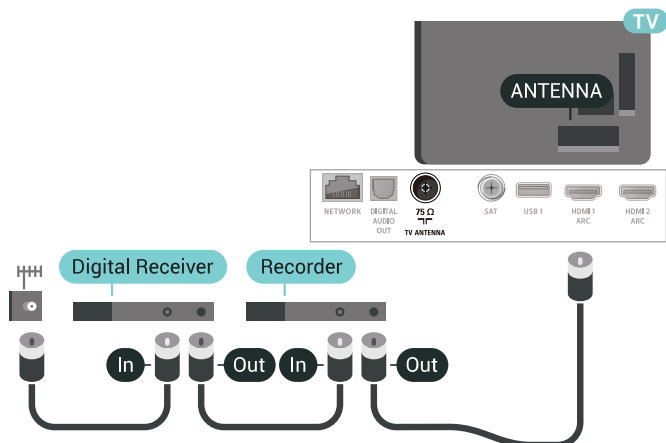 TV
ANTENNA
NETWORK
DIGITAL
AUDIO
OUT
75 Ω
TV ANTENNA
SAT
USB 1
HDMI 1
ARC
HDMI 2
ARC
Digital Receiver
Recorder
In
Out
In
Out